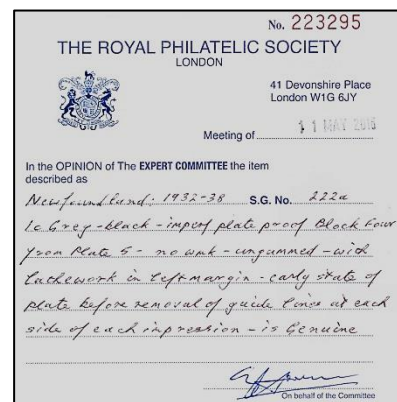 No. 223295
THE ROYAL PHILATELIC SOCIETY
LONDON
41 Devonshire Place
London W1G 6JY
Meeting of 11 MAY 2015
In the OPINION of The EXPERT COMMITTEE the item
described as
Newfoundland: 1932-38 S.G. No. 222a
1c Grey-black - imperf plate proof Block Four
from Plate 5 - no wmk - ungummed - with
lathework in left margin - early state of
plate before removal of guide lines at each
side of each impression - is Genuine
On behalf of the Committee